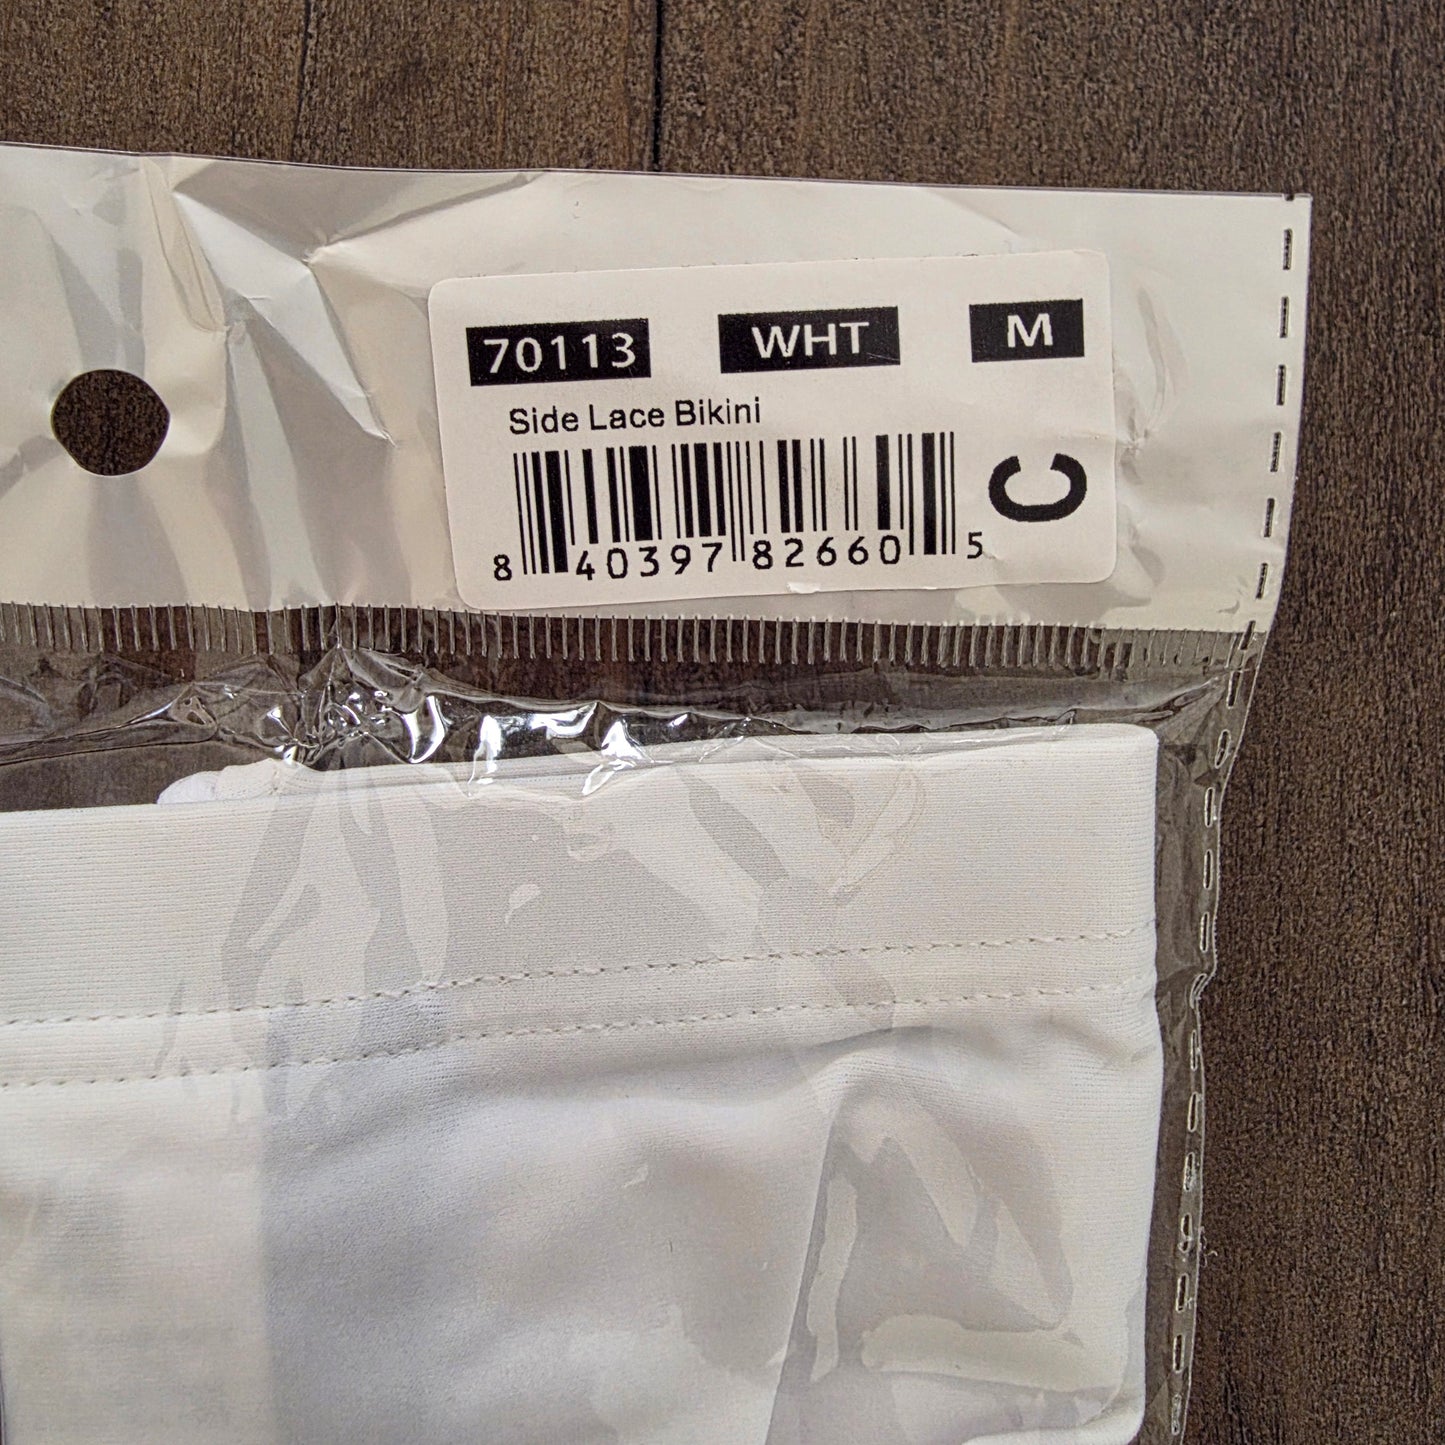 70113 WHT M
Side Lace Bikini
C
8 40397 82660 5